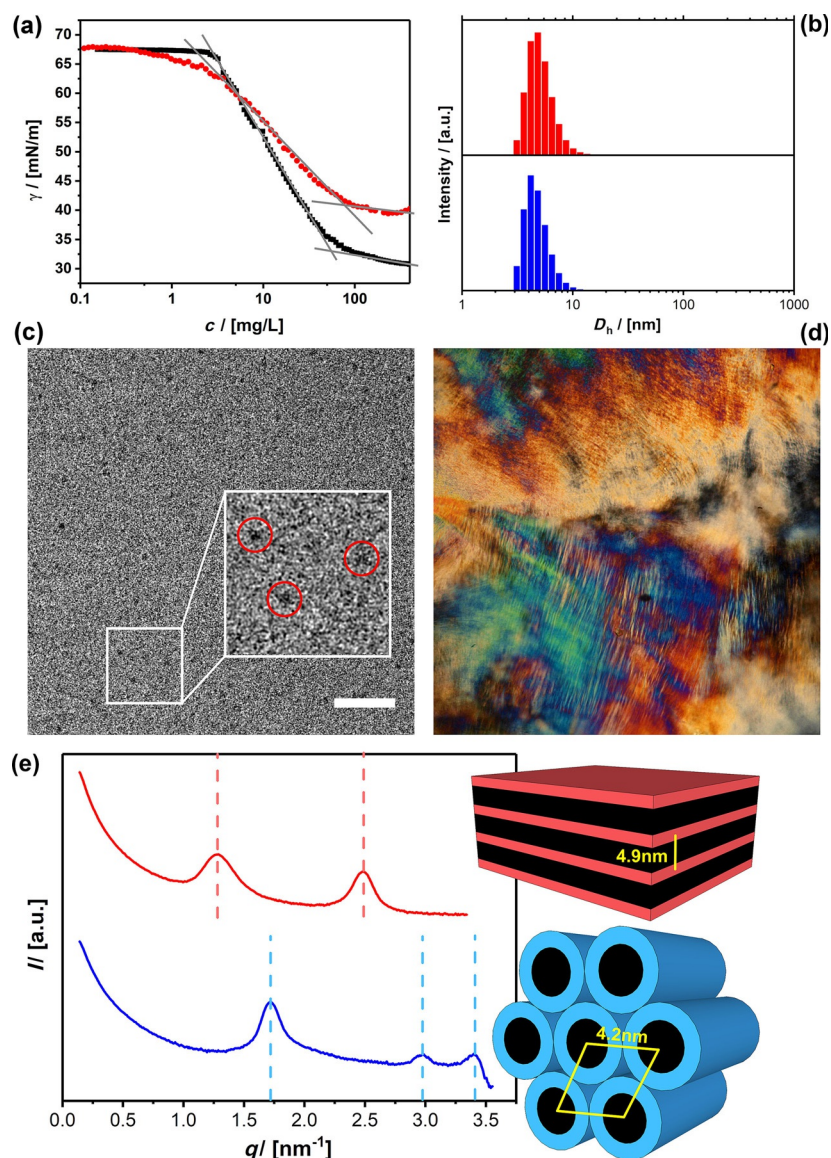 (a)
70
65
60
55
50
45
40
35
30
γ / [mN/m]
0.1 1 10 100
c / [mg/L]
(b)
Intensity / [a.u.]
1 10 100 1000
Dₕ / [nm]
(c)
(d)
(e)
I/ [a.u.]
0.0 0.5 1.0 1.5 2.0 2.5 3.0 3.5
q/ [nm⁻¹]
4.9nm
4.2nm